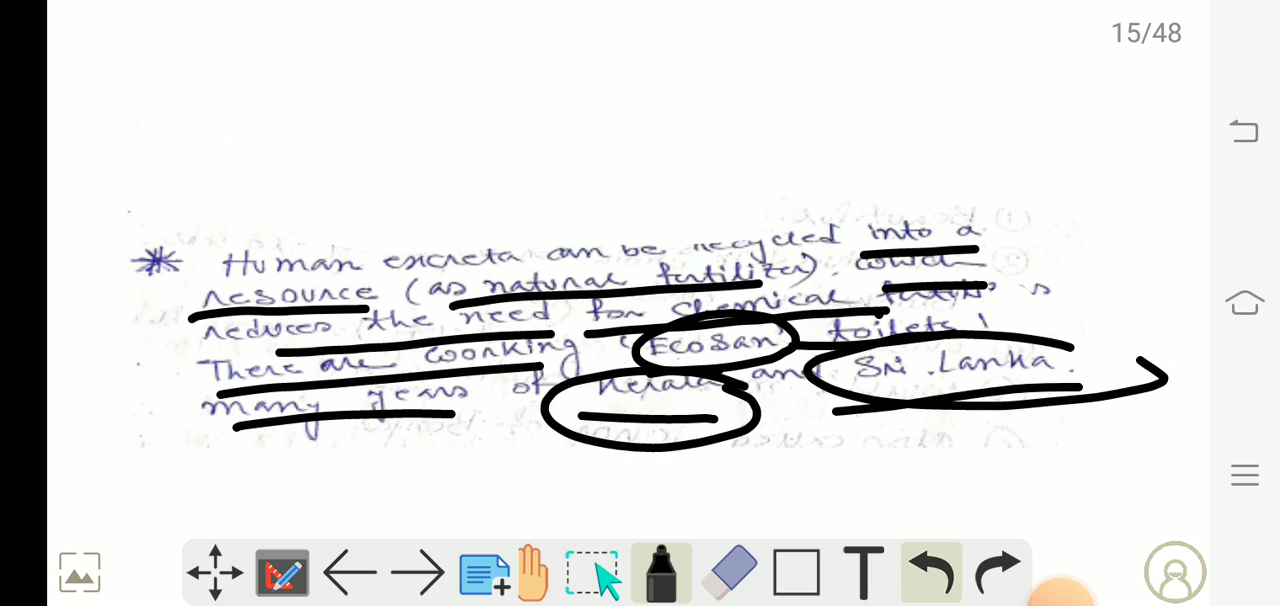 15/48
* Human excreta can be recycled into a
resource (as natural fertilizer). which
reduces the need for chemical
There are working 'EcoSan' toilets
many years of Kerala and Sri Lanka.
T